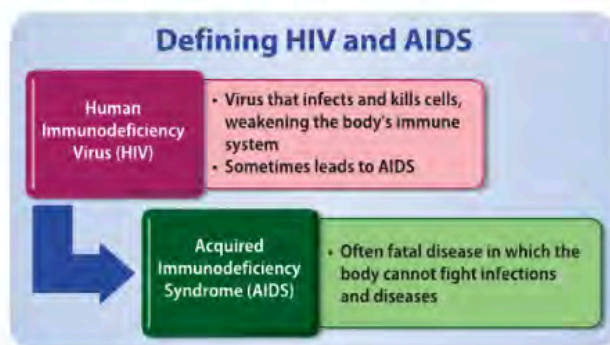 Defining HIV and AIDS
Human
Immunodeficiency
Virus (HIV)
• Virus that infects and kills cells,
weakening the body's immune
system
• Sometimes leads to AIDS
Acquired
Immunodeficiency
Syndrome (AIDS)
• Often fatal disease in which the
body cannot fight infections
and diseases